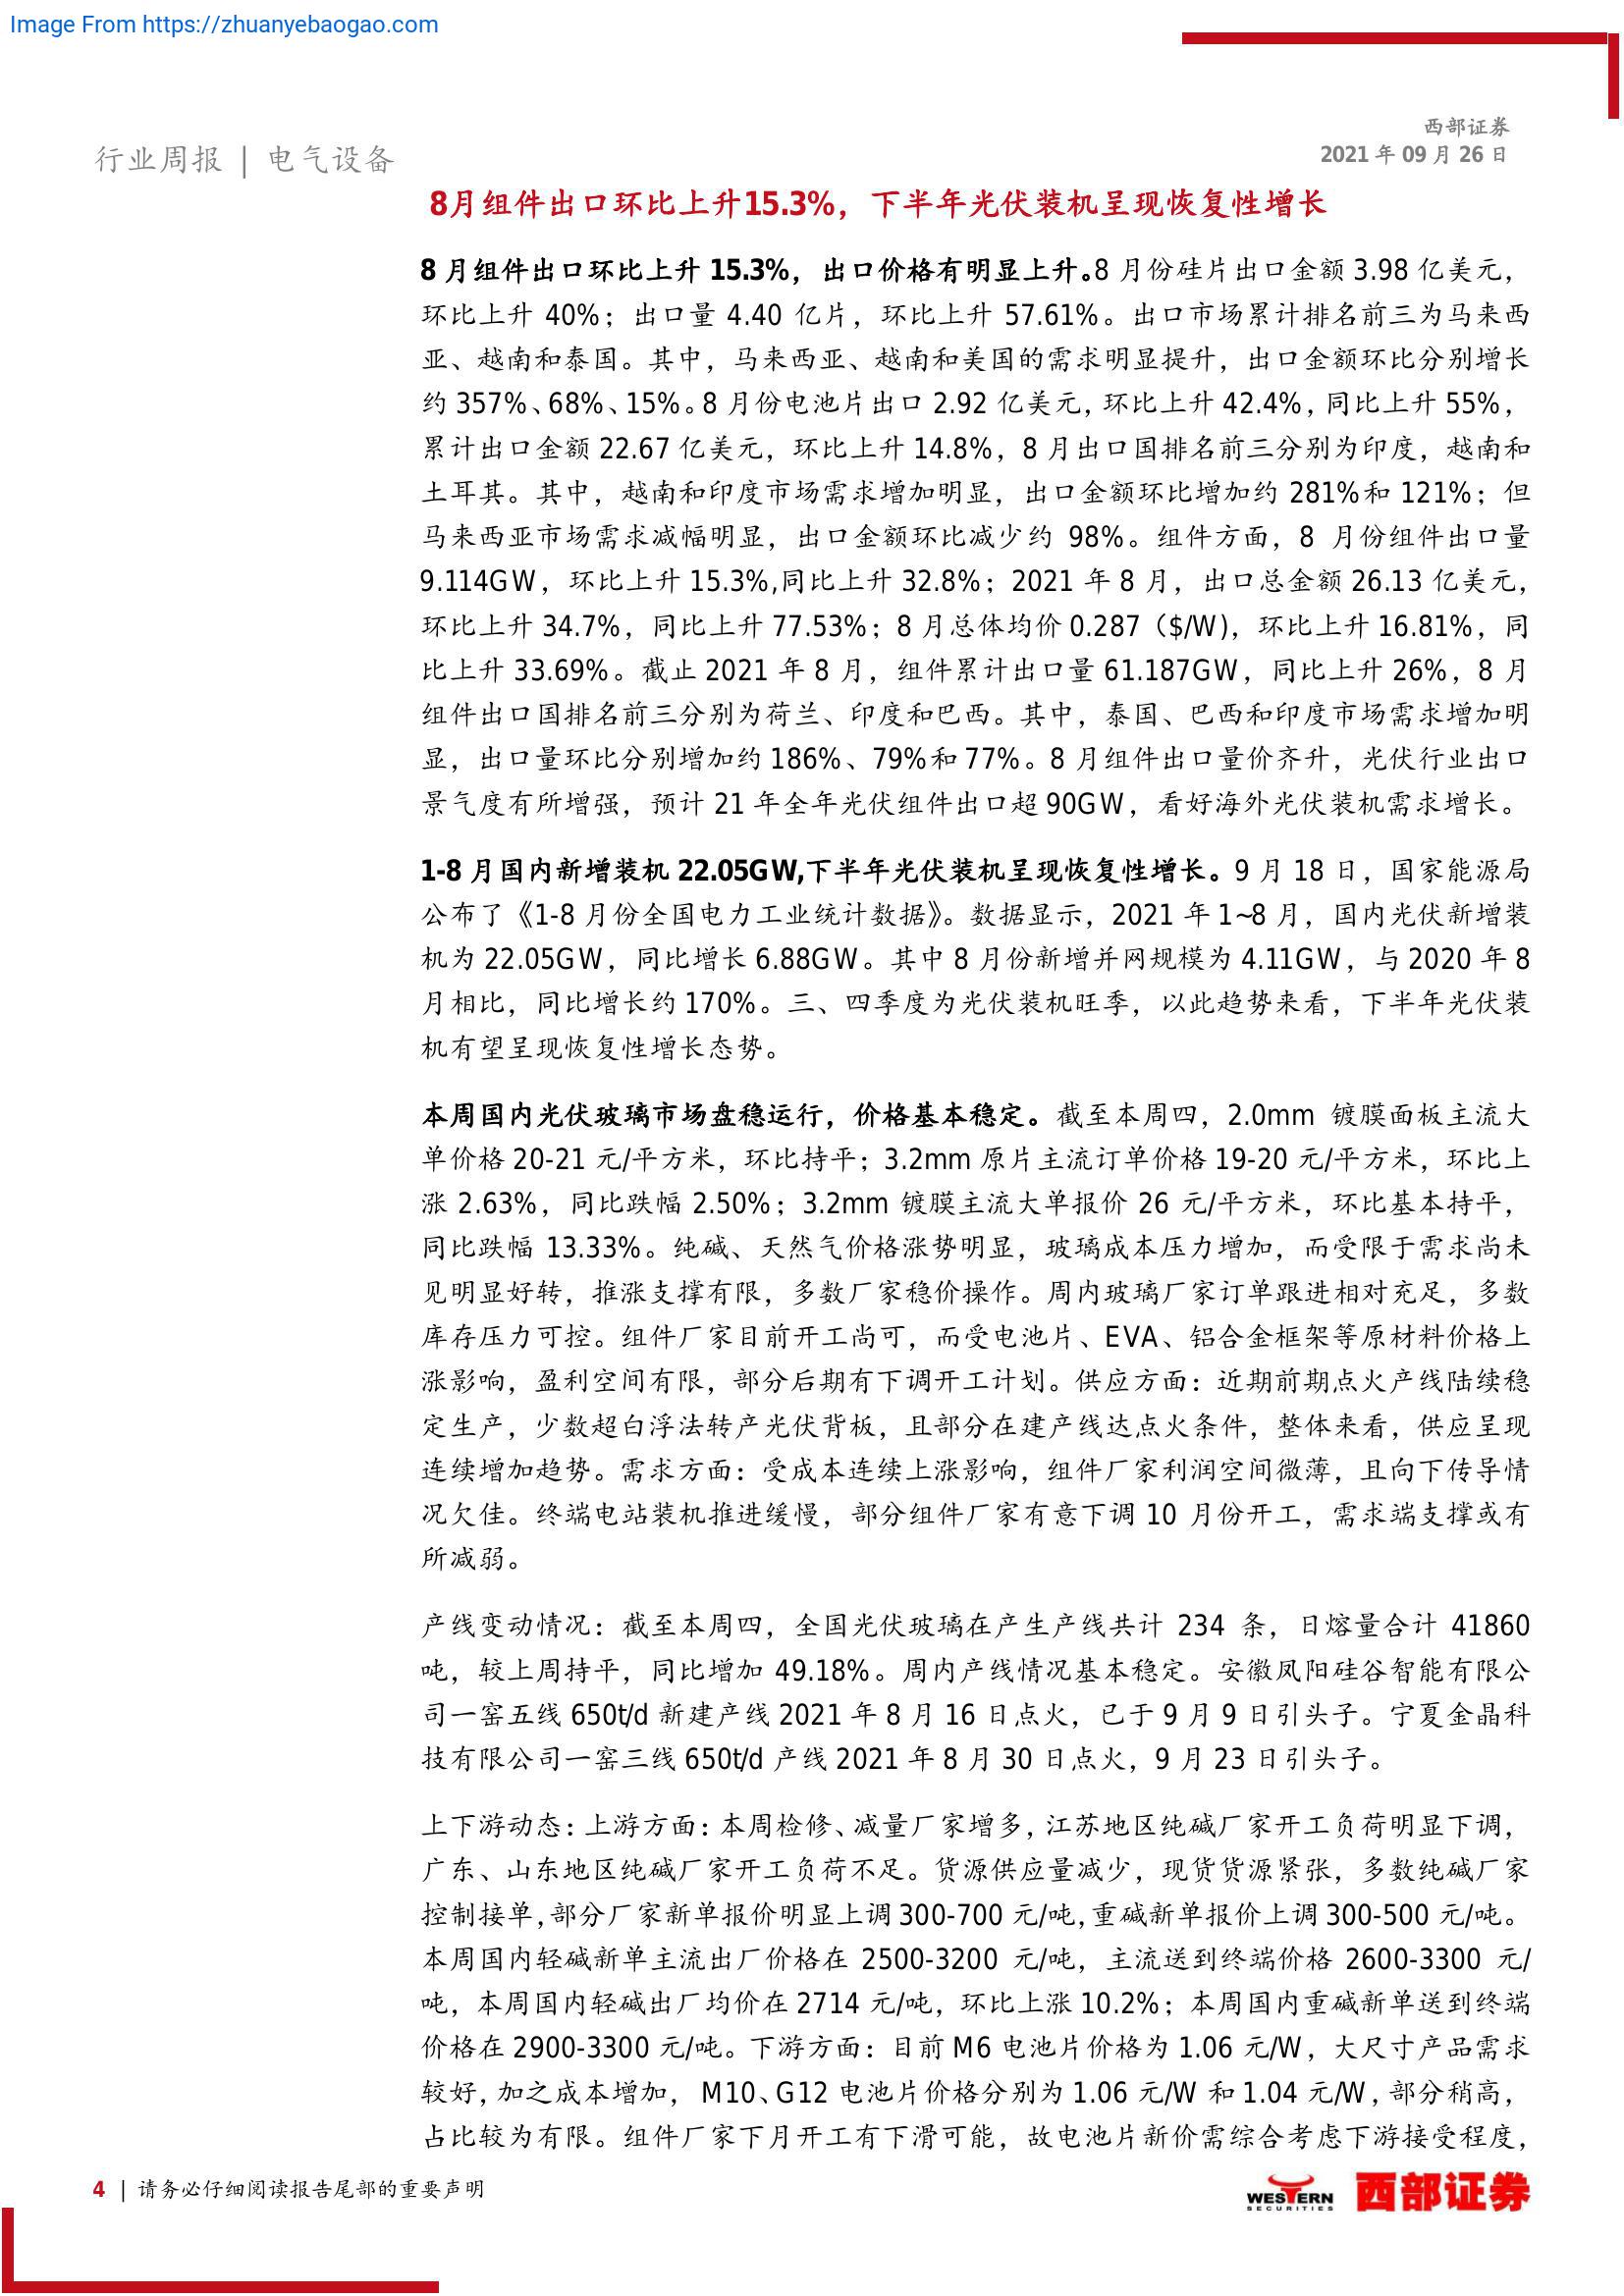 Image From https://zhuanyebaogao.com
西部证券
2021 年 09 月 26 日
行业周报 | 电气设备
8月组件出口环比上升15.3%，下半年光伏装机呈现恢复性增长
8 月组件出口环比上升 15.3%，出口价格有明显上升。8 月份硅片出口金额 3.98 亿美元，
环比上升 40%；出口量 4.40 亿片，环比上升 57.61%。出口市场累计排名前三为马来西
亚、越南和泰国。其中，马来西亚、越南和美国的需求明显提升，出口金额环比分别增长
约 357%、68%、15%。8 月份电池片出口 2.92 亿美元，环比上升 42.4%，同比上升 55%，
累计出口金额 22.67 亿美元，环比上升 14.8%，8 月出口国排名前三分别为印度，越南和
土耳其。其中，越南和印度市场需求增加明显，出口金额环比增加约 281%和 121%；但
马来西亚市场需求减幅明显，出口金额环比减少约 98%。组件方面，8 月份组件出口量
9.114GW，环比上升 15.3%,同比上升 32.8%；2021 年 8 月，出口总金额 26.13 亿美元，
环比上升 34.7%，同比上升 77.53%；8 月总体均价 0.287（$/W)，环比上升 16.81%，同
比上升 33.69%。截止 2021 年 8 月，组件累计出口量 61.187GW，同比上升 26%，8 月
组件出口国排名前三分别为荷兰、印度和巴西。其中，泰国、巴西和印度市场需求增加明
显，出口量环比分别增加约 186%、79%和 77%。8 月组件出口量价齐升，光伏行业出口
景气度有所增强，预计 21 年全年光伏组件出口超 90GW，看好海外光伏装机需求增长。
1-8 月国内新增装机 22.05GW,下半年光伏装机呈现恢复性增长。9 月 18 日，国家能源局
公布了《1-8 月份全国电力工业统计数据》。数据显示，2021 年 1~8 月，国内光伏新增装
机为 22.05GW，同比增长 6.88GW。其中 8 月份新增并网规模为 4.11GW，与 2020 年 8
月相比，同比增长约 170%。三、四季度为光伏装机旺季，以此趋势来看，下半年光伏装
机有望呈现恢复性增长态势。
本周国内光伏玻璃市场盘稳运行，价格基本稳定。截至本周四，2.0mm 镀膜面板主流大
单价格 20-21 元/平方米，环比持平；3.2mm 原片主流订单价格 19-20 元/平方米，环比上
涨 2.63%，同比跌幅 2.50%；3.2mm 镀膜主流大单报价 26 元/平方米，环比基本持平，
同比跌幅 13.33%。纯碱、天然气价格涨势明显，玻璃成本压力增加，而受限于需求尚未
见明显好转，推涨支撑有限，多数厂家稳价操作。周内玻璃厂家订单跟进相对充足，多数
库存压力可控。组件厂家目前开工尚可，而受电池片、EVA、铝合金框架等原材料价格上
涨影响，盈利空间有限，部分后期有下调开工计划。供应方面：近期前期点火产线陆续稳
定生产，少数超白浮法转产光伏背板，且部分在建产线达点火条件，整体来看，供应呈现
连续增加趋势。需求方面：受成本连续上涨影响，组件厂家利润空间微薄，且向下传导情
况欠佳。终端电站装机推进缓慢，部分组件厂家有意下调 10 月份开工，需求端支撑或有
所减弱。
产线变动情况：截至本周四，全国光伏玻璃在产生产线共计 234 条，日熔量合计 41860
吨，较上周持平，同比增加 49.18%。周内产线情况基本稳定。安徽凤阳硅谷智能有限公
司一窑五线 650t/d 新建产线 2021 年 8 月 16 日点火，已于 9 月 9 日引头子。宁夏金晶科
技有限公司一窑三线 650t/d 产线 2021 年 8 月 30 日点火，9 月 23 日引头子。
上下游动态：上游方面：本周检修、减量厂家增多，江苏地区纯碱厂家开工负荷明显下调，
广东、山东地区纯碱厂家开工负荷不足。货源供应量减少，现货货源紧张，多数纯碱厂家
控制接单，部分厂家新单报价明显上调 300-700 元/吨，重碱新单报价上调 300-500 元/吨。
本周国内轻碱新单主流出厂价格在 2500-3200 元/吨，主流送到终端价格 2600-3300 元/
吨，本周国内轻碱出厂均价在 2714 元/吨，环比上涨 10.2%；本周国内重碱新单送到终端
价格在 2900-3300 元/吨。下游方面：目前 M6 电池片价格为 1.06 元/W，大尺寸产品需求
较好，加之成本增加， M10、G12 电池片价格分别为 1.06 元/W 和 1.04 元/W，部分稍高，
占比较为有限。组件厂家下月开工有下滑可能，故电池片新价需综合考虑下游接受程度，
4 | 请务必仔细阅读报告尾部的重要声明
WESTERN
SECURITIES
西部证券